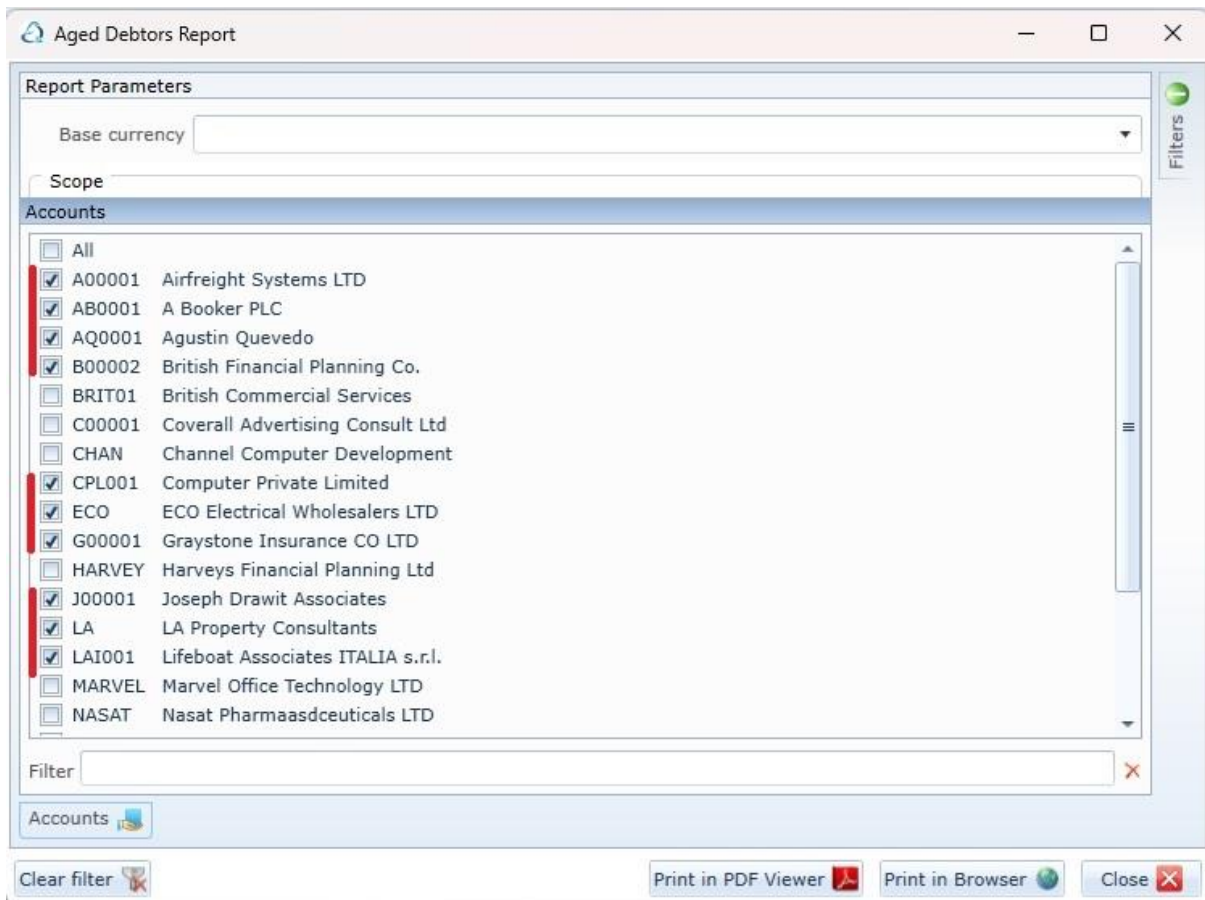 Aged Debtors Report
Report Parameters
Filters
Base currency
Scope
Accounts
All
A00001 Airfreight Systems LTD
AB0001 A Booker PLC
AQ0001 Agustin Quevedo
B00002 British Financial Planning Co.
BRIT01 British Commercial Services
C00001 Coverall Advertising Consult Ltd
CHAN Channel Computer Development
CPL001 Computer Private Limited
ECO ECO Electrical Wholesalers LTD
G00001 Graystone Insurance CO LTD
HARVEY Harveys Financial Planning Ltd
J00001 Joseph Drawit Associates
LA LA Property Consultants
LAI001 Lifeboat Associates ITALIA s.r.l.
MARVEL Marvel Office Technology LTD
NASAT Nasat Pharmaasdceuticals LTD
Filter
Accounts
Clear filter Print in PDF Viewer Print in Browser Close